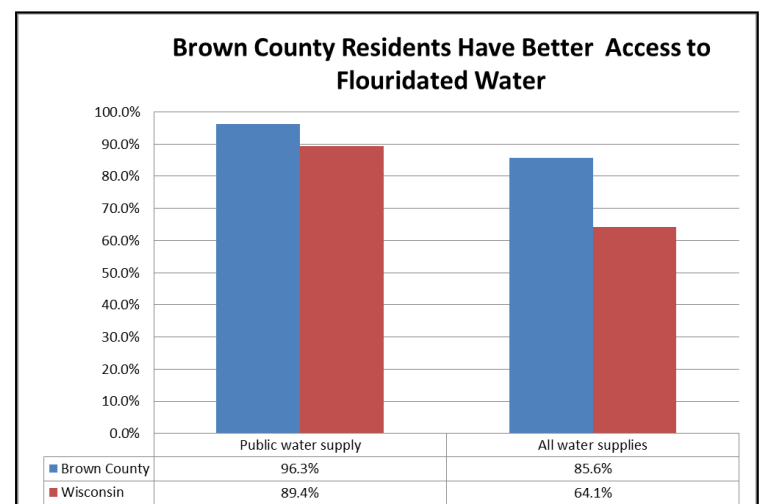 Brown County Residents Have Better Access to
Flouridated Water
100.0%
90.0%
80.0%
70.0%
60.0%
50.0%
40.0%
30.0%
20.0%
10.0%
0.0%
Public water supply All water supplies
Brown County 96.3% 85.6%
Wisconsin 89.4% 64.1%